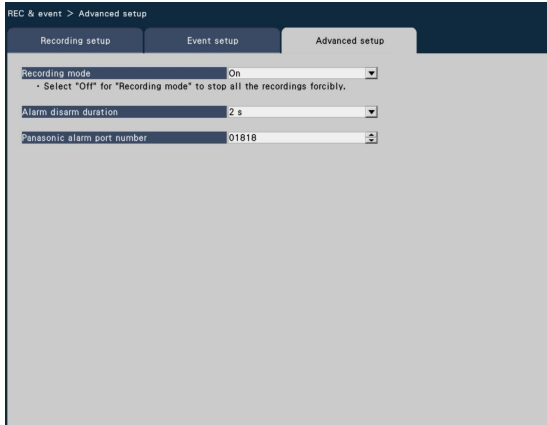 REC & event > Advanced setup
Recording setup Event setup Advanced setup
Recording mode On
・Select "Off" for "Recording mode" to stop all the recordings forcibly.
Alarm disarm duration 2 s
Panasonic alarm port number 01818